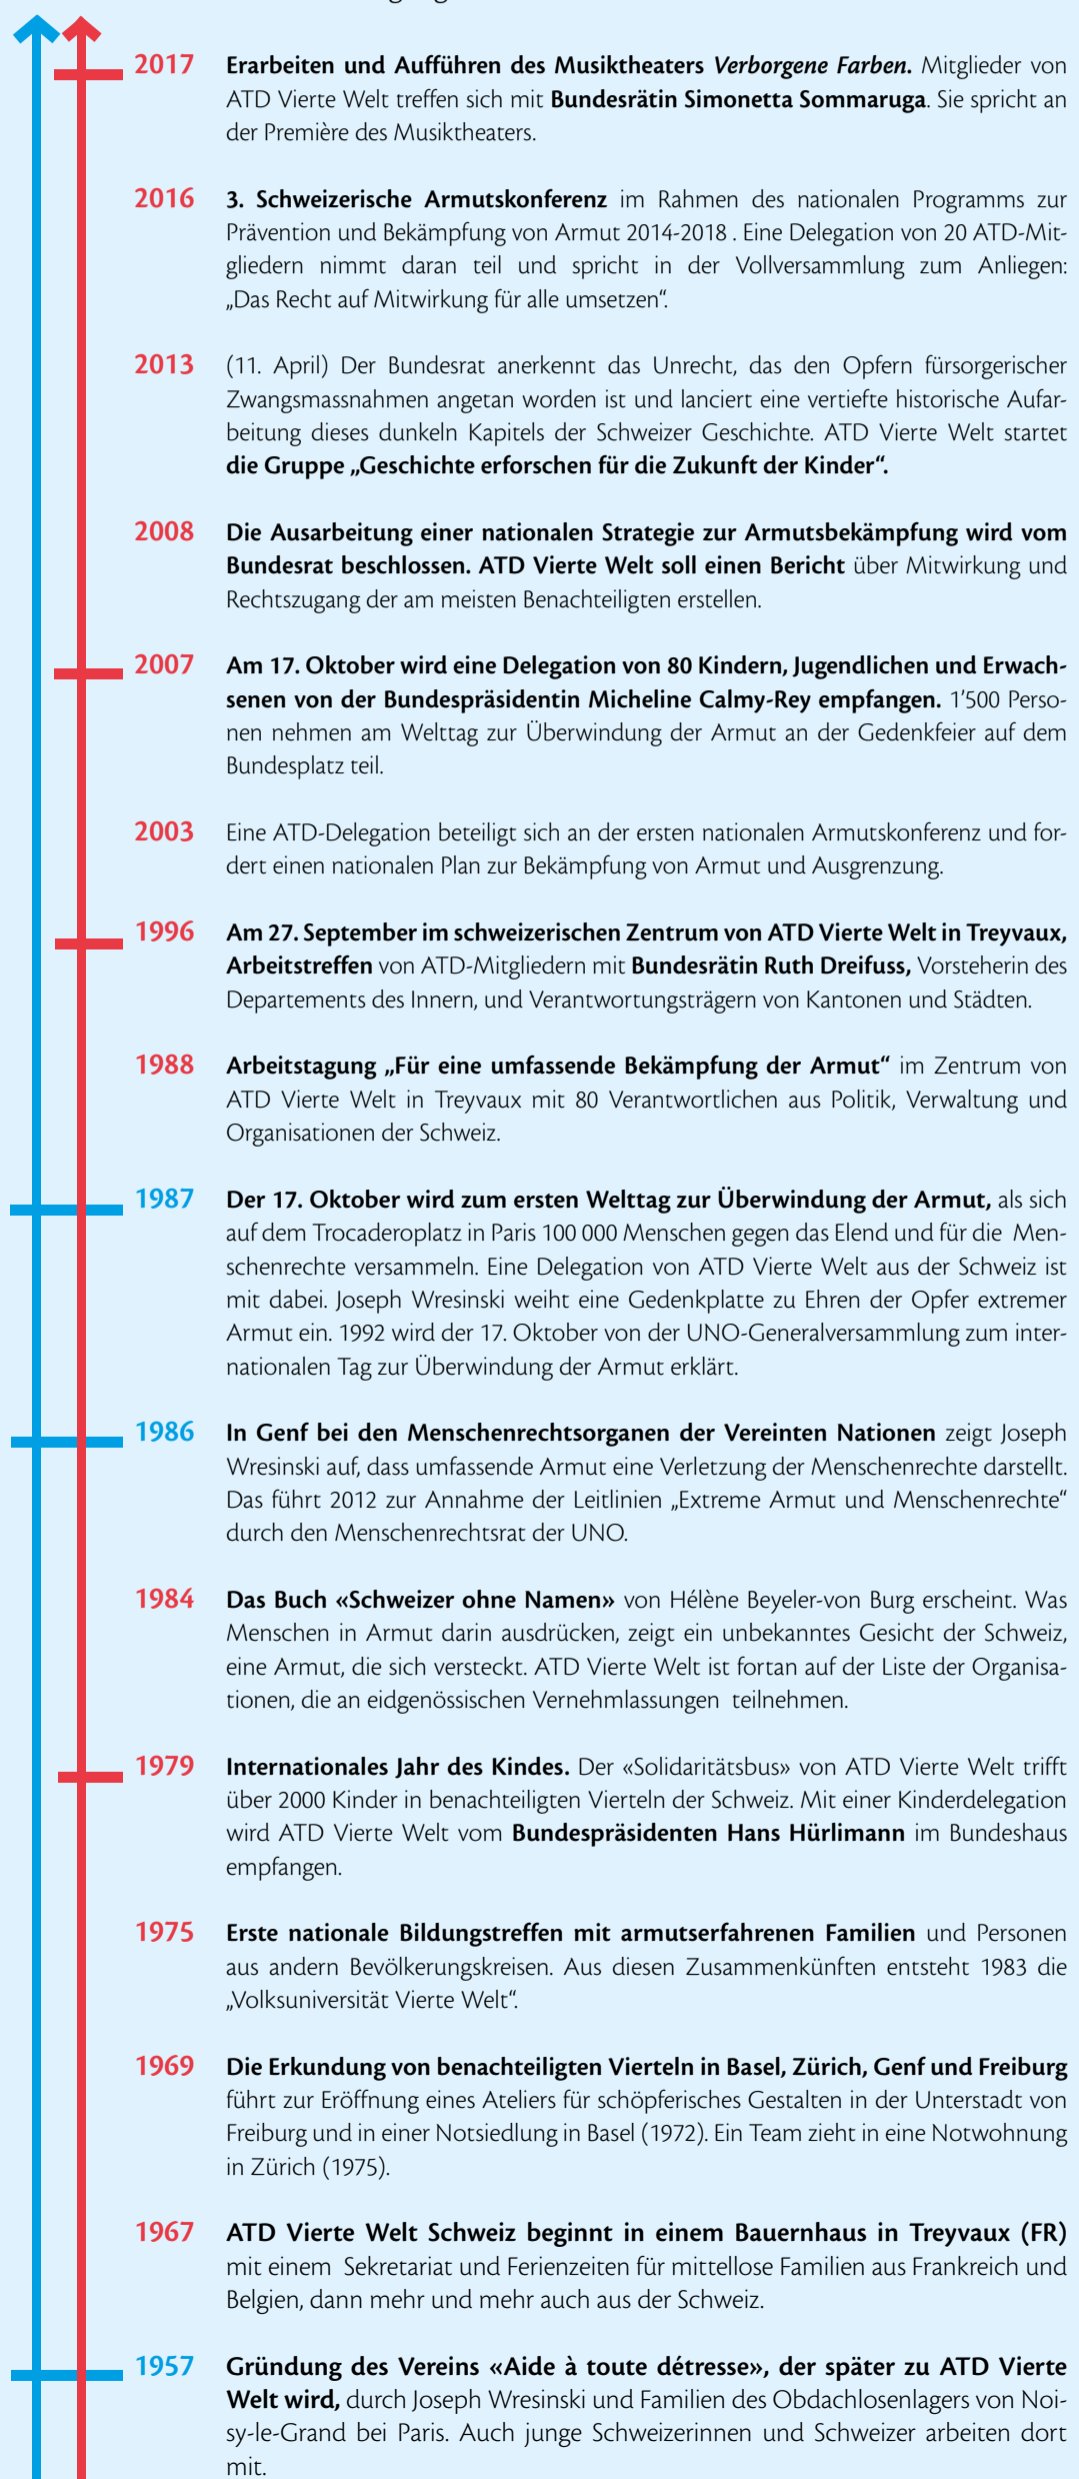 2017 Erarbeiten und Aufführen des Musiktheaters Verborgene Farben. Mitglieder von
ATD Vierte Welt treffen sich mit Bundesrätin Simonetta Sommaruga. Sie spricht an
der Première des Musiktheaters.
2016 3. Schweizerische Armutskonferenz im Rahmen des nationalen Programms zur
Prävention und Bekämpfung von Armut 2014-2018 . Eine Delegation von 20 ATD-Mit-
gliedern nimmt daran teil und spricht in der Vollversammlung zum Anliegen:
„Das Recht auf Mitwirkung für alle umsetzen“.
2013 (11. April) Der Bundesrat anerkennt das Unrecht, das den Opfern fürsorgerischer
Zwangsmassnahmen angetan worden ist und lanciert eine vertiefte historische Aufar-
beitung dieses dunkeln Kapitels der Schweizer Geschichte. ATD Vierte Welt startet
die Gruppe „Geschichte erforschen für die Zukunft der Kinder“.
2008 Die Ausarbeitung einer nationalen Strategie zur Armutsbekämpfung wird vom
Bundesrat beschlossen. ATD Vierte Welt soll einen Bericht über Mitwirkung und
Rechtszugang der am meisten Benachteiligten erstellen.
2007 Am 17. Oktober wird eine Delegation von 80 Kindern, Jugendlichen und Erwach-
senen von der Bundespräsidentin Micheline Calmy-Rey empfangen. 1’500 Perso-
nen nehmen am Welttag zur Überwindung der Armut an der Gedenkfeier auf dem
Bundesplatz teil.
2003 Eine ATD-Delegation beteiligt sich an der ersten nationalen Armutskonferenz und for-
dert einen nationalen Plan zur Bekämpfung von Armut und Ausgrenzung.
1996 Am 27. September im schweizerischen Zentrum von ATD Vierte Welt in Treyvaux,
Arbeitstreffen von ATD-Mitgliedern mit Bundesrätin Ruth Dreifuss, Vorsteherin des
Departements des Innern, und Verantwortungsträgern von Kantonen und Städten.
1988 Arbeitstagung „Für eine umfassende Bekämpfung der Armut“ im Zentrum von
ATD Vierte Welt in Treyvaux mit 80 Verantwortlichen aus Politik, Verwaltung und
Organisationen der Schweiz.
1987 Der 17. Oktober wird zum ersten Welttag zur Überwindung der Armut, als sich
auf dem Trocaderoplatz in Paris 100 000 Menschen gegen das Elend und für die Men-
schenrechte versammeln. Eine Delegation von ATD Vierte Welt aus der Schweiz ist
mit dabei. Joseph Wresinski weiht eine Gedenkplatte zu Ehren der Opfer extremer
Armut ein. 1992 wird der 17. Oktober von der UNO-Generalversammlung zum inter-
nationalen Tag zur Überwindung der Armut erklärt.
1986 In Genf bei den Menschenrechtsorganen der Vereinten Nationen zeigt Joseph
Wresinski auf, dass umfassende Armut eine Verletzung der Menschenrechte darstellt.
Das führt 2012 zur Annahme der Leitlinien „Extreme Armut und Menschenrechte“
durch den Menschenrechtsrat der UNO.
1984 Das Buch «Schweizer ohne Namen» von Hélène Beyeler-von Burg erscheint. Was
Menschen in Armut darin ausdrücken, zeigt ein unbekanntes Gesicht der Schweiz,
eine Armut, die sich versteckt. ATD Vierte Welt ist fortan auf der Liste der Organisa-
tionen, die an eidgenössischen Vernehmlassungen teilnehmen.
1979 Internationales Jahr des Kindes. Der «Solidaritätsbus» von ATD Vierte Welt trifft
über 2000 Kinder in benachteiligten Vierteln der Schweiz. Mit einer Kinderdelegation
wird ATD Vierte Welt vom Bundespräsidenten Hans Hürlimann im Bundeshaus
empfangen.
1975 Erste nationale Bildungstreffen mit armutserfahrenen Familien und Personen
aus andern Bevölkerungskreisen. Aus diesen Zusammenkünften entsteht 1983 die
„Volksuniversität Vierte Welt“.
1969 Die Erkundung von benachteiligten Vierteln in Basel, Zürich, Genf und Freiburg
führt zur Eröffnung eines Ateliers für schöpferisches Gestalten in der Unterstadt von
Freiburg und in einer Notsiedlung in Basel (1972). Ein Team zieht in eine Notwohnung
in Zürich (1975).
1967 ATD Vierte Welt Schweiz beginnt in einem Bauernhaus in Treyvaux (FR)
mit einem Sekretariat und Ferienzeiten für mittellose Familien aus Frankreich und
Belgien, dann mehr und mehr auch aus der Schweiz.
1957 Gründung des Vereins «Aide à toute détresse», der später zu ATD Vierte
Welt wird, durch Joseph Wresinski und Familien des Obdachlosenlagers von Noi-
sy-le-Grand bei Paris. Auch junge Schweizerinnen und Schweizer arbeiten dort
mit.